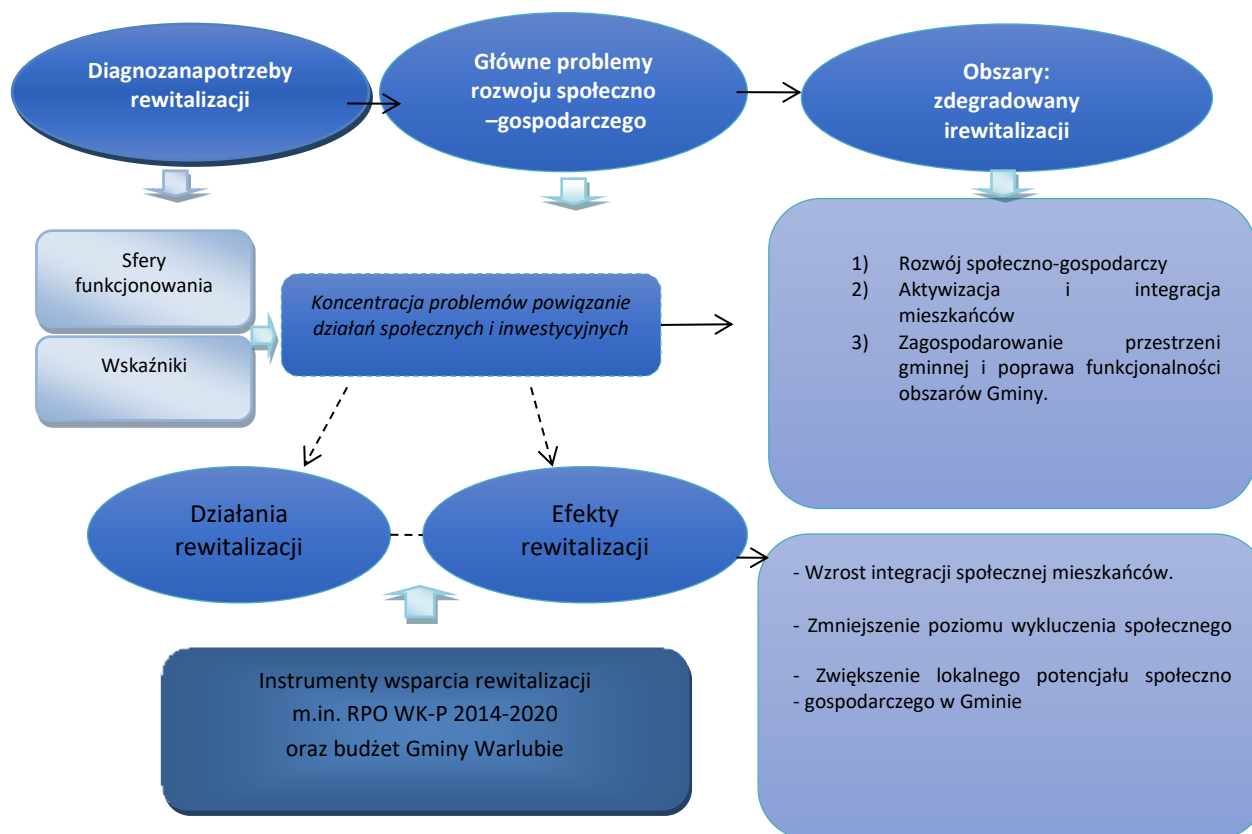 Diagnozanapotrzeby
rewitalizacji
Główne problemy
rozwoju społeczno
–gospodarczego
Obszary:
zdegradowany
irewitalizacji
Sfery
funkcjonowania
Wskaźniki
Koncentracja problemów powiązanie
działań społecznych i inwestycyjnych
1) Rozwój społeczno-gospodarczy
2) Aktywizacja i integracja
mieszkańców
3) Zagospodarowanie przestrzeni
gminnej i poprawa funkcjonalności
obszarów Gminy.
Działania
rewitalizacji
Efekty
rewitalizacji
- Wzrost integracji społecznej mieszkańców.
- Zmniejszenie poziomu wykluczenia społecznego
- Zwiększenie lokalnego potencjału społeczno
- gospodarczego w Gminie
Instrumenty wsparcia rewitalizacji
m.in. RPO WK-P 2014-2020
oraz budżet Gminy Warlubie